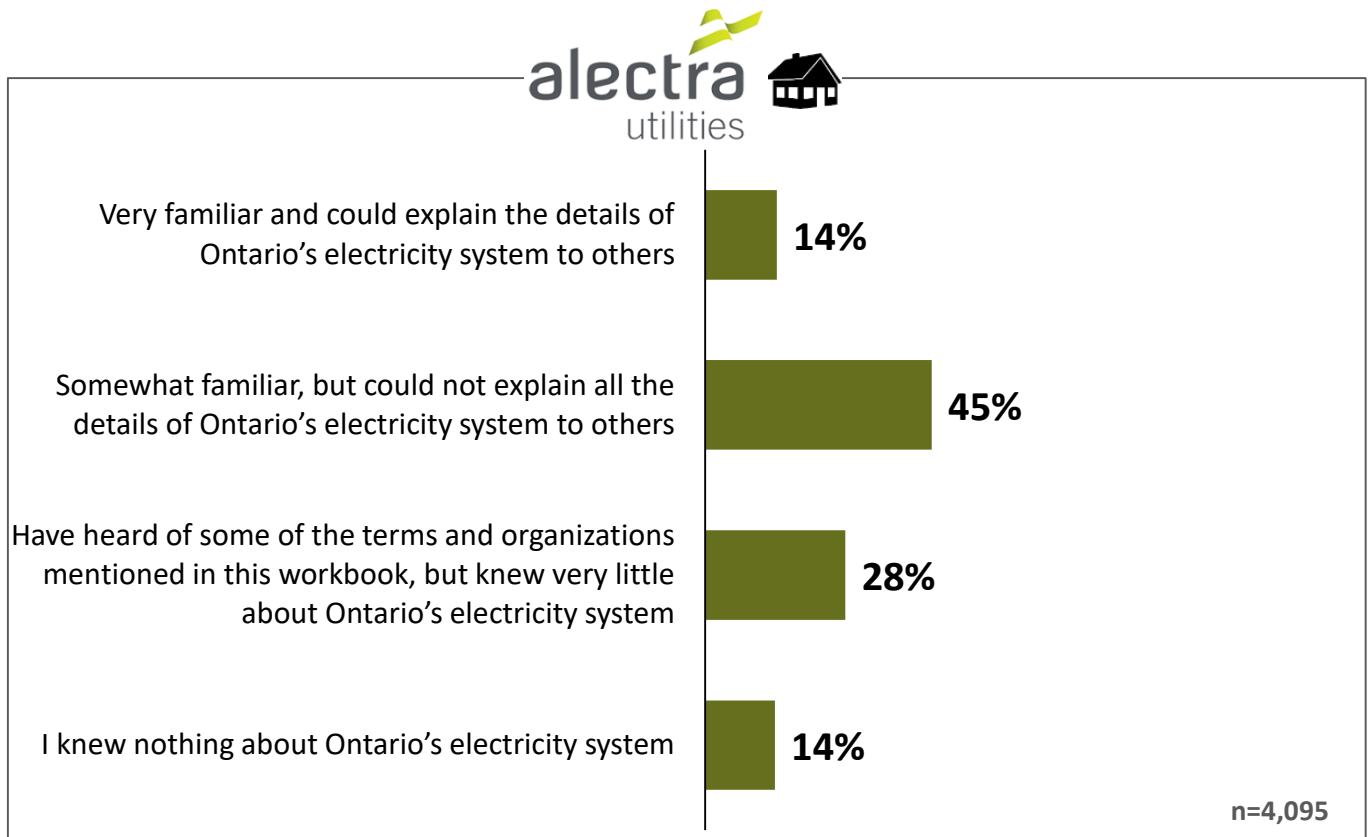 alectra
utilities
Very familiar and could explain the details of
Ontario’s electricity system to others
14%
Somewhat familiar, but could not explain all the
details of Ontario’s electricity system to others
45%
Have heard of some of the terms and organizations
mentioned in this workbook, but knew very little
about Ontario’s electricity system
28%
I knew nothing about Ontario’s electricity system
14%
n=4,095